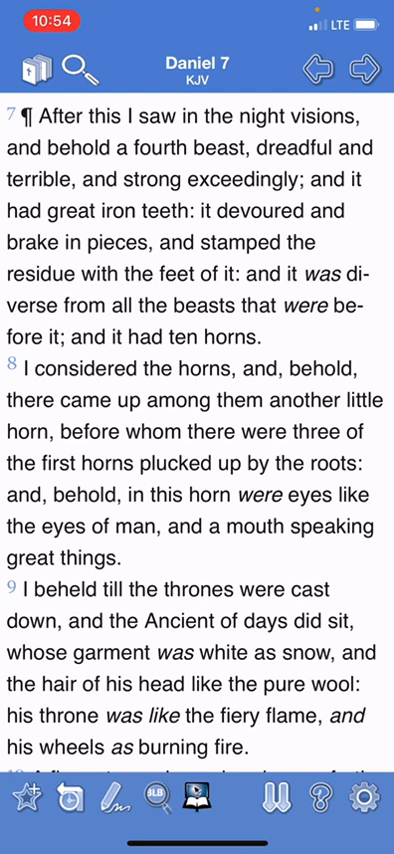 10:54
LTE
Daniel 7
KJV
7 ¶ After this I saw in the night visions,
and behold a fourth beast, dreadful and
terrible, and strong exceedingly; and it
had great iron teeth: it devoured and
brake in pieces, and stamped the
residue with the feet of it: and it was di-
verse from all the beasts that were be-
fore it; and it had ten horns.
8 I considered the horns, and, behold,
there came up among them another little
horn, before whom there were three of
the first horns plucked up by the roots:
and, behold, in this horn were eyes like
the eyes of man, and a mouth speaking
great things.
9 I beheld till the thrones were cast
down, and the Ancient of days did sit,
whose garment was white as snow, and
the hair of his head like the pure wool:
his throne was like the fiery flame, and
his wheels as burning fire.
BLB